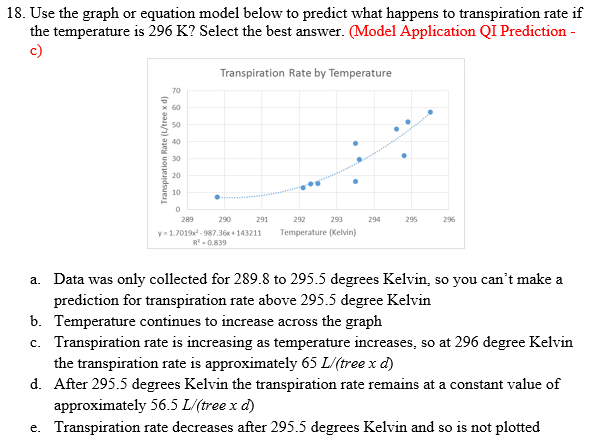 18. Use the graph or equation model below to predict what happens to transpiration rate if
the temperature is 296 K? Select the best answer. (Model Application QI Prediction -
c)
Transpiration Rate by Temperature
Transpiration Rate (L/tree x d)
70
60
50
40
30
20
10
0
289 290 291 292 293 294 295 296
y = 1.7019x² - 987.36x + 143211 Temperature (Kelvin)
R² = 0.839
a. Data was only collected for 289.8 to 295.5 degrees Kelvin, so you can't make a
prediction for transpiration rate above 295.5 degree Kelvin
b. Temperature continues to increase across the graph
c. Transpiration rate is increasing as temperature increases, so at 296 degree Kelvin
the transpiration rate is approximately 65 L/(tree x d)
d. After 295.5 degrees Kelvin the transpiration rate remains at a constant value of
approximately 56.5 L/(tree x d)
e. Transpiration rate decreases after 295.5 degrees Kelvin and so is not plotted